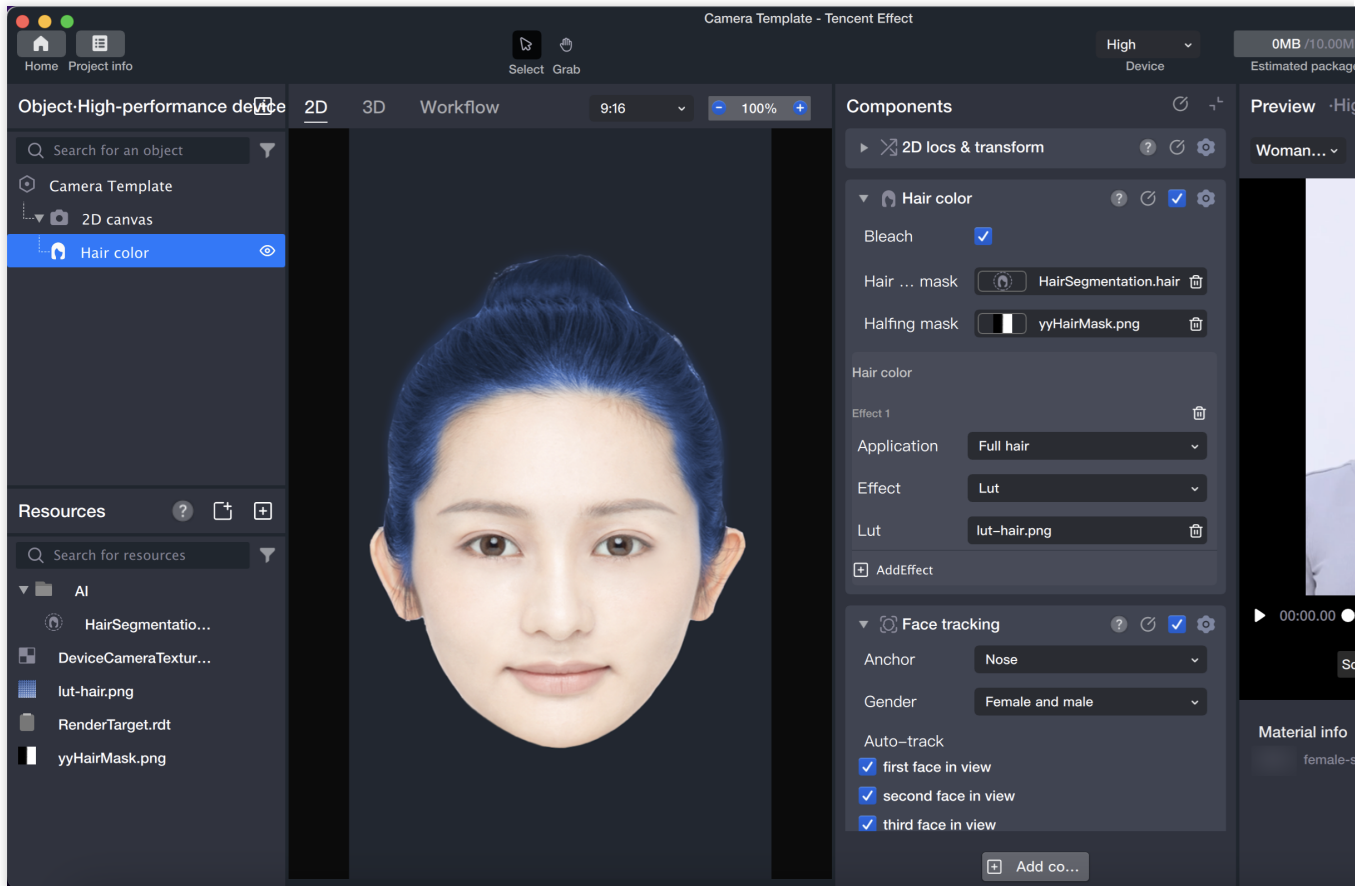 Camera Template - Tencent Effect
Home
Project info
Select
Grab
High
Device
0MB /10.00M
Estimated package
Object·High-performance device
Search for an object
Camera Template
2D canvas
Hair color
Resources
Search for resources
AI
HairSegmentatio...
DeviceCameraTextur...
lut-hair.png
RenderTarget.rdt
yyHairMask.png
2D
3D
Workflow
9:16
100%
Components
2D locs & transform
Hair color
Bleach
Hair ... mask
HairSegmentation.hair
Halfing mask
yyHairMask.png
Hair color
Effect 1
Application
Full hair
Effect
Lut
Lut
lut-hair.png
AddEffect
Face tracking
Anchor
Nose
Gender
Female and male
Auto-track
first face in view
second face in view
third face in view
Add co...
Preview
Woman...
00:00.00
Material info